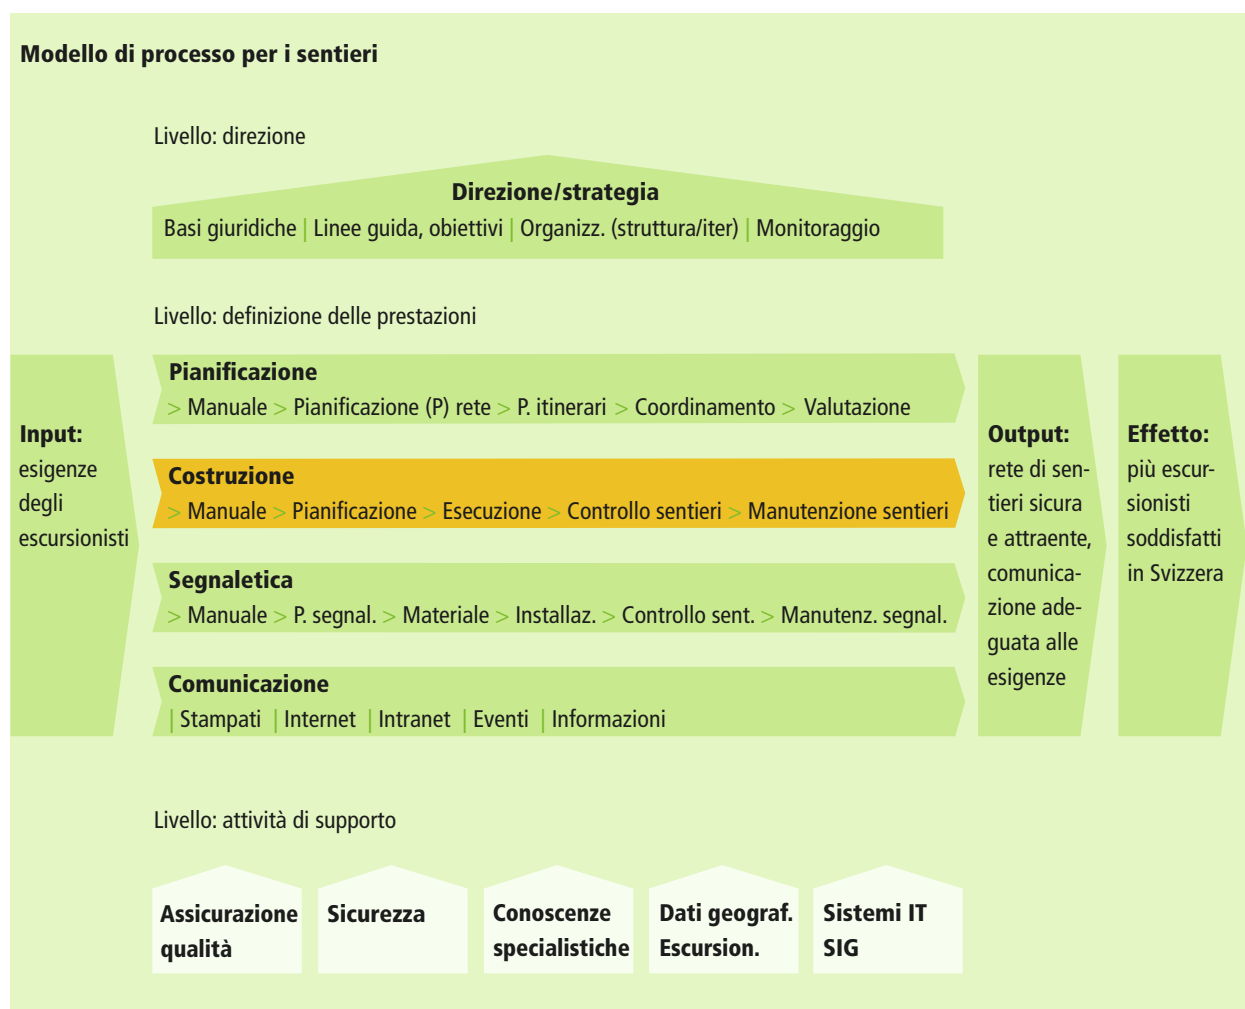 Modello di processo per i sentieri
Livello: direzione
Direzione/strategia
Basi giuridiche | Linee guida, obiettivi | Organizz. (struttura/iter) | Monitoraggio
Livello: definizione delle prestazioni
Input:
esigenze
degli
escursionisti
Pianificazione
> Manuale > Pianificazione (P) rete > P. itinerari > Coordinamento > Valutazione
Costruzione
> Manuale > Pianificazione > Esecuzione > Controllo sentieri > Manutenzione sentieri
Segnaletica
> Manuale > P. segnal. > Materiale > Installaz. > Controllo sent. > Manutenz. segnal.
Comunicazione
| Stampati | Internet | Intranet | Eventi | Informazioni
Output:
rete di sen-
tieri sicura
e attraente,
comunica-
zione ade-
guata alle
esigenze
Effetto:
più escur-
sionisti
soddisfatti
in Svizzera
Livello: attività di supporto
Assicurazione
qualità
Sicurezza
Conoscenze
specialistiche
Dati geograf.
Escursion.
Sistemi IT
SIG